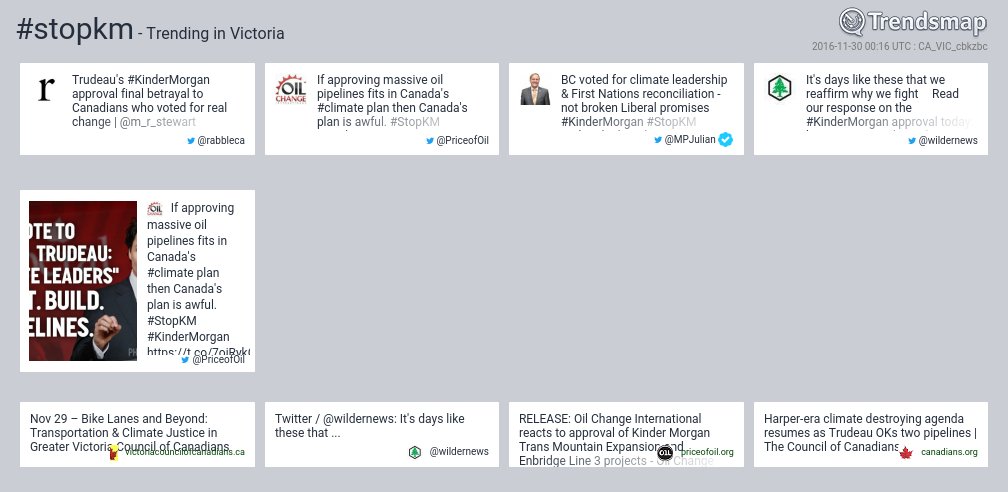 #stopkm - Trending in Victoria
Trendsmap
2016-11-30 00:16 UTC : CA_VIC_cbkzbc
Trudeau's #KinderMorgan
approval final betrayal to
Canadians who voted for real
change | @m_r_stewart
@rabbleca
OIL
CHANGE
If approving massive oil
pipelines fits in Canada's
#climate plan then Canada's
plan is awful. #StopKM
@PriceofOil
BC voted for climate leadership
& First Nations reconciliation -
not broken Liberal promises
#KinderMorgan #StopKM
@MPJulian
It's days like these that we
reaffirm why we fight Read
our response on the
#KinderMorgan approval today
@wildernews
OTE TO
TRUDEAU:
E LEADERS"
T. BUILD.
ELINES.
If approving
massive oil
pipelines fits in
Canada's
#climate plan
then Canada's
plan is awful.
#StopKM
#KinderMorgan
@PriceofOil
Nov 29 – Bike Lanes and Beyond:
Transportation & Climate Justice in
Greater Victoria Council of Canadians
victoriacouncilofcanadians.ca
Twitter / @wildernews: It's days like
these that ...
@wildernews
RELEASE: Oil Change International
reacts to approval of Kinder Morgan
Trans Mountain Expansion and
Enbridge Line 3 projects - Oil Change
priceofoil.org
Harper-era climate destroying agenda
resumes as Trudeau OKs two pipelines |
The Council of Canadians
canadians.org